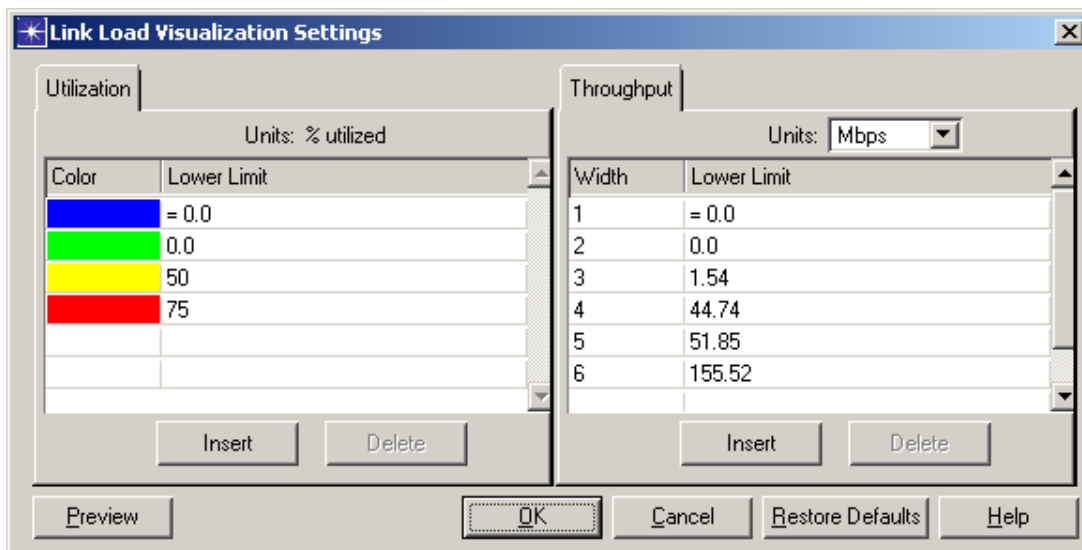 Link Load Visualization Settings
Utilization
Units: % utilized
Color Lower Limit
= 0.0
0.0
50
75
Insert Delete
Throughput
Units: Mbps
Width Lower Limit
1 = 0.0
2 0.0
3 1.54
4 44.74
5 51.85
6 155.52
Insert Delete
Preview OK Cancel Restore Defaults Help